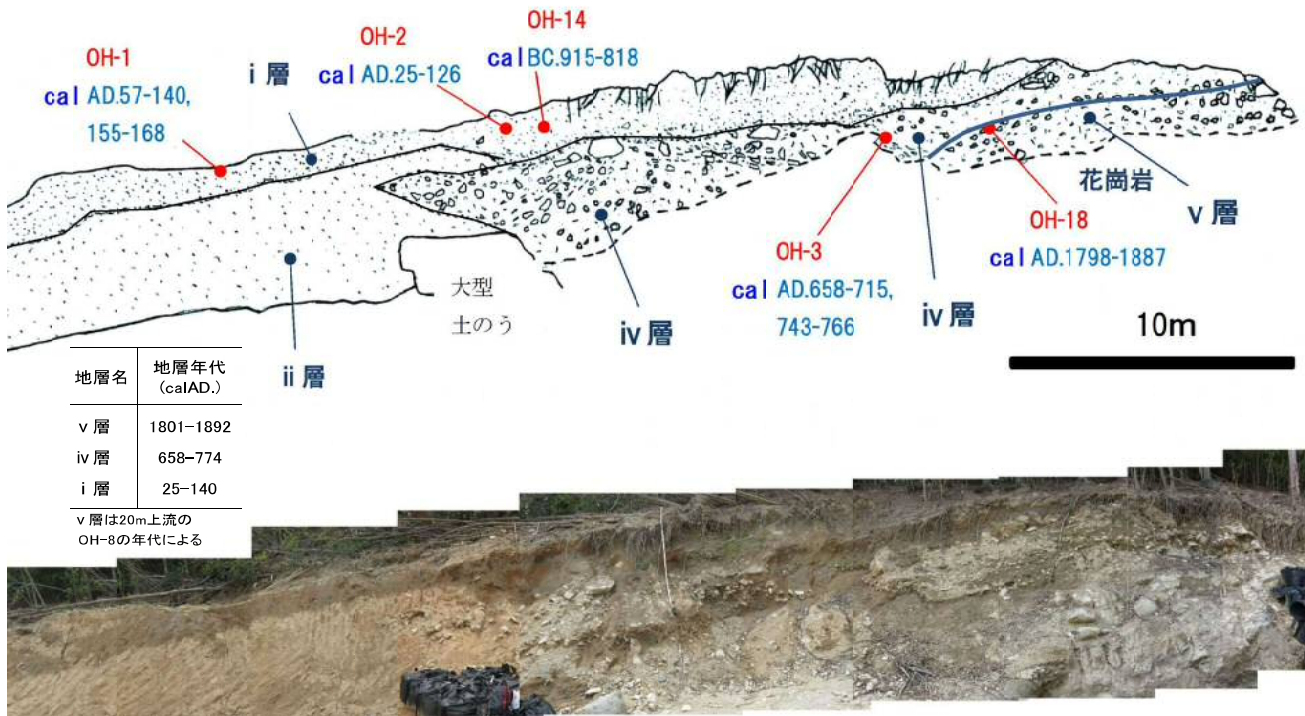 OH-1
cal AD.57-140,
155-168
i 層
OH-2
cal AD.25-126
OH-14
cal BC.915-818
OH-3
cal AD.658-715,
743-766
iv 層
OH-18
cal AD.1798-1887
花崗岩
v 層
大型
土のう
iv 層
ii 層
10m
地層名 地層年代
(calAD.)
v 層 1801-1892
iv 層 658-774
i 層 25-140
v 層は20m上流の
OH-8の年代による